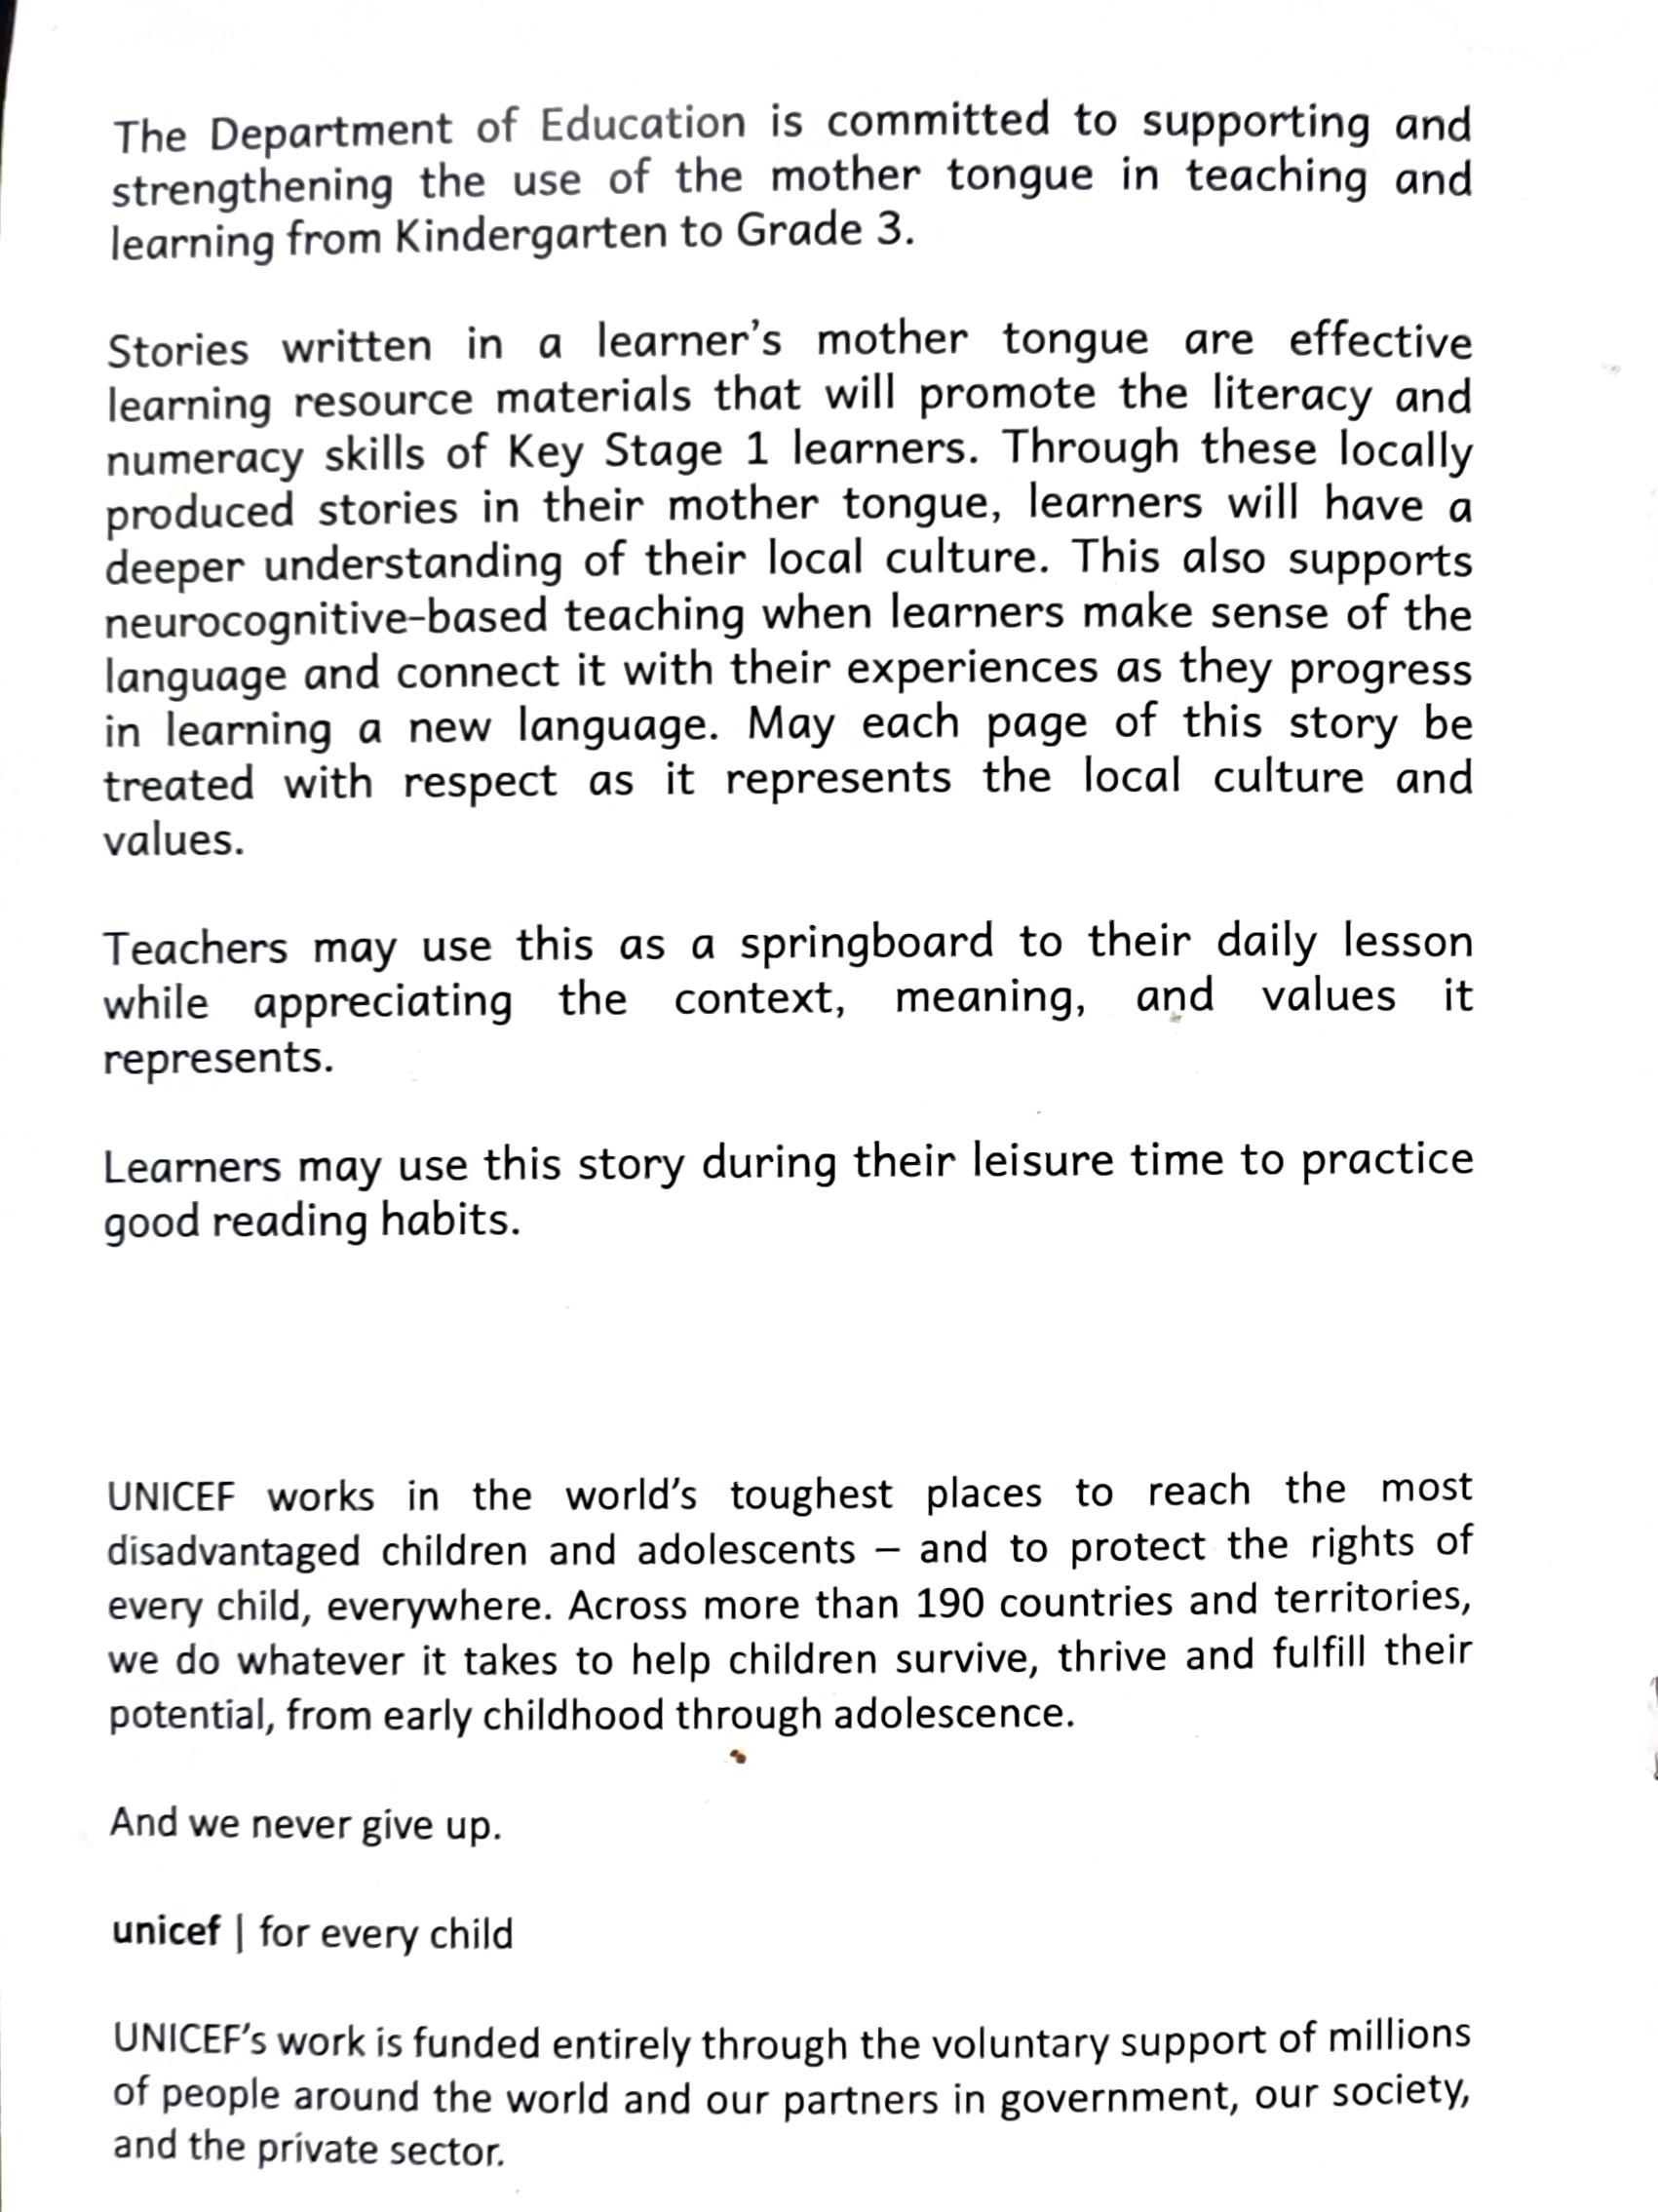 The Department of Education is committed to supporting and
strengthening the use of the mother tongue in teaching and
learning from Kindergarten to Grade 3.
Stories written in a learner's mother tongue are effective
learning resource materials that will promote the literacy and
numeracy skills of Key Stage 1 learners. Through these locally
produced stories in their mother tongue, learners will have a
deeper understanding of their local culture. This also supports
neurocognitive-based teaching when learners make sense of the
language and connect it with their experiences as they progress
in learning a new language. May each page of this story be
treated with respect as it represents the local culture and
values.
Teachers may use this as a springboard to their daily lesson
while appreciating the context, meaning, and values it
represents.
Learners may use this story during their leisure time to practice
good reading habits.
UNICEF works in the world's toughest places to reach the most
disadvantaged children and adolescents – and to protect the rights of
every child, everywhere. Across more than 190 countries and territories,
we do whatever it takes to help children survive, thrive and fulfill their
potential, from early childhood through adolescence.
And we never give up.
unicef | for every child
UNICEF's work is funded entirely through the voluntary support of millions
of people around the world and our partners in government, our society,
and the private sector.